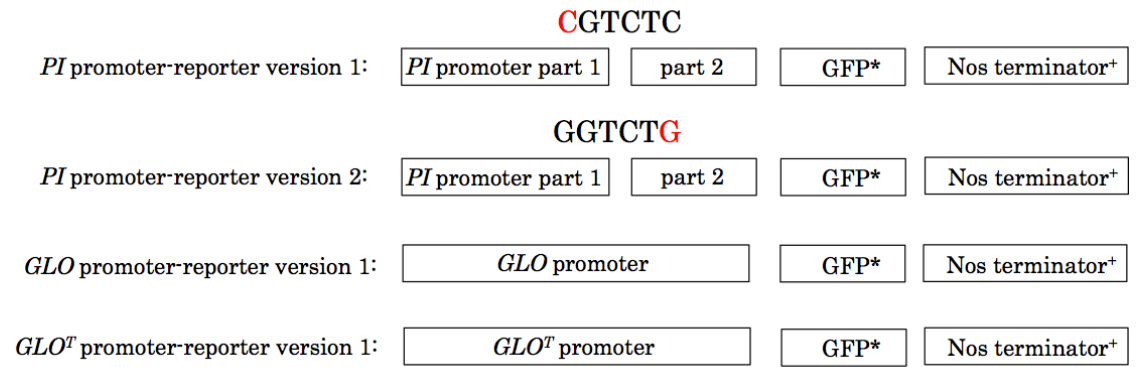 CGTCTC
PI promoter-reporter version 1: PI promoter part 1 part 2 GFP* Nos terminator⁺
GGTCTG
PI promoter-reporter version 2: PI promoter part 1 part 2 GFP* Nos terminator⁺
GLO promoter-reporter version 1: GLO promoter GFP* Nos terminator⁺
GLOᵀ promoter-reporter version 1: GLOᵀ promoter GFP* Nos terminator⁺